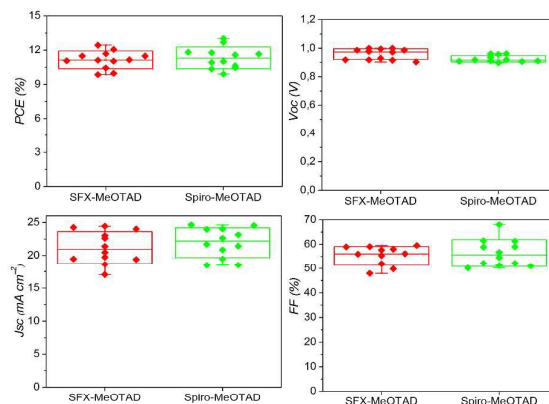 PCE (%)
15
12
9
6
3
0
SFX-MeOTAD
Spiro-MeOTAD
Voc (V)
1,0
0,8
0,6
0,4
0,2
0,0
SFX-MeOTAD
Spiro-MeOTAD
Jsc (mA cm⁻²)
25
20
15
10
5
0
SFX-MeOTAD
Spiro-MeOTAD
FF (%)
70
60
50
40
30
20
10
0
SFX-MeOTAD
Spiro-MeOTAD